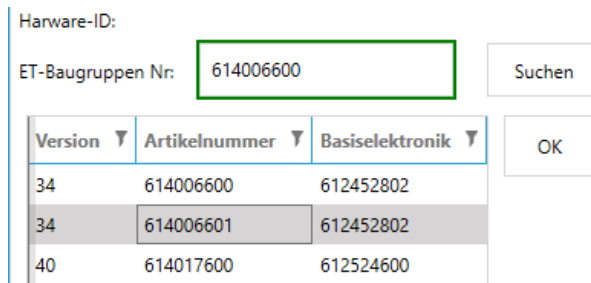 Harware-ID:
ET-Baugruppen Nr: 614006600 Suchen
Version Artikelnummer Basiselektronik OK
34 614006600 612452802
34 614006601 612452802
40 614017600 612524600